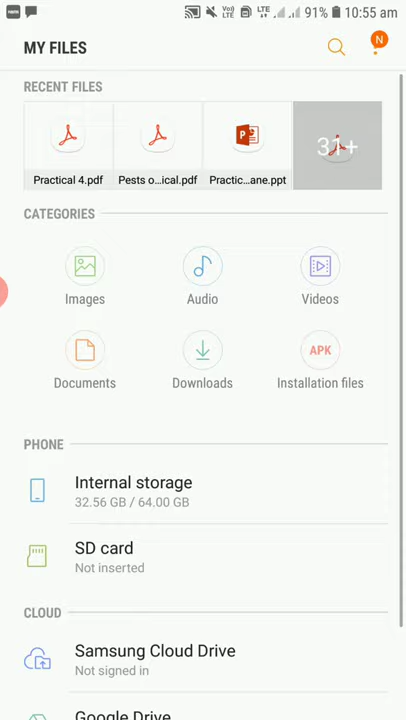 LTE 91% 10:55 am
MY FILES
N
RECENT FILES
31+
Practical 4.pdf Pests o...ical.pdf Practic...ane.ppt
CATEGORIES
Images Audio Videos
APK
Documents Downloads Installation files
PHONE
Internal storage
32.56 GB / 64.00 GB
SD card
Not inserted
CLOUD
Samsung Cloud Drive
Not signed in
Google Drive